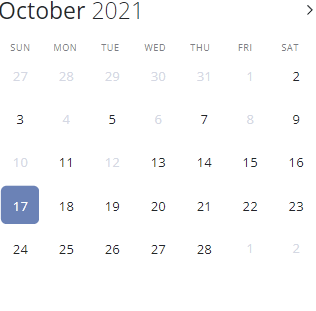 October 2021
SUN MON TUE WED THU FRI SAT
27 28 29 30 31 1 2
3 4 5 6 7 8 9
10 11 12 13 14 15 16
17 18 19 20 21 22 23
24 25 26 27 28 1 2